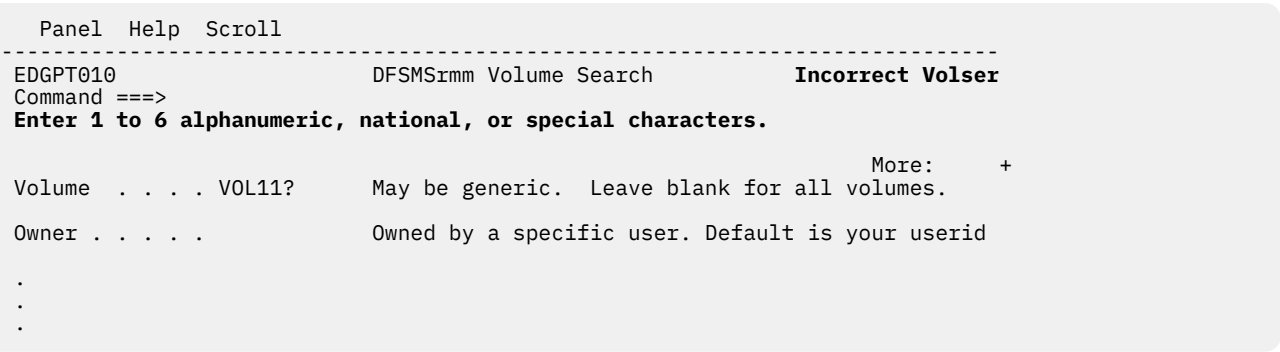 Panel  Help  Scroll
------------------------------------------------------------------------------
EDGPT010                    DFSMSrmm Volume Search           Incorrect Volser
Command ===>
Enter 1 to 6 alphanumeric, national, or special characters.
More:     +
Volume  . . . . VOL11?      May be generic.  Leave blank for all volumes.
Owner . . . . .             Owned by a specific user. Default is your userid
.
.
.